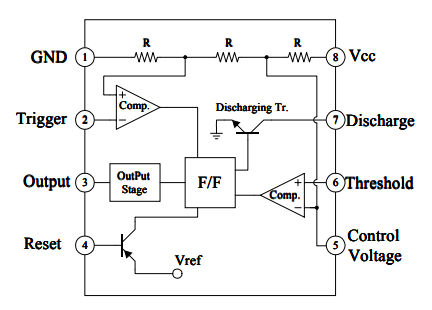 R R R
GND 1 8 Vcc
+
Comp.
−
Trigger 2
Discharging Tr.
7 Discharge
Output 3
OutPut
Stage
F/F
+
Comp.
−
6 Threshold
Reset 4
Vref
5 Control
Voltage